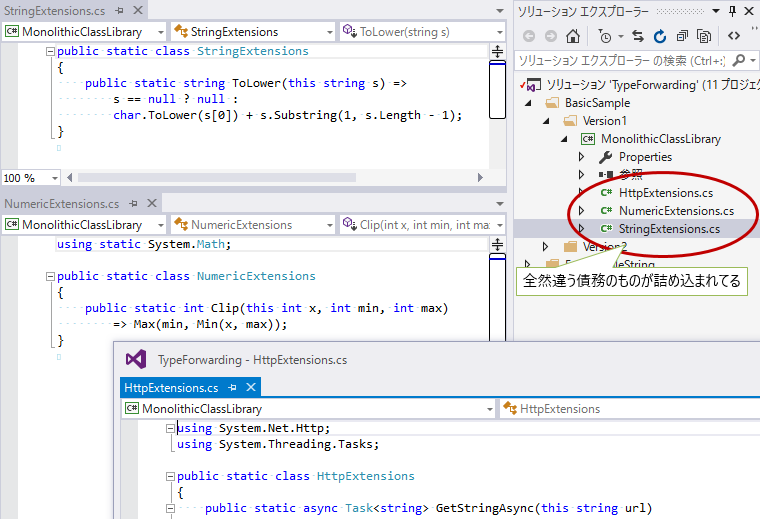 StringExtensions.cs
MonolithicClassLibrary
StringExtensions
ToLower(string s)
public static class StringExtensions
{
public static string ToLower(this string s) =>
s == null ? null :
char.ToLower(s[0]) + s.Substring(1, s.Length - 1);
}
100 %
NumericExtensions.cs
MonolithicClassLibrary
NumericExtensions
Clip(int x, int min, int max)
using static System.Math;
public static class NumericExtensions
{
public static int Clip(this int x, int min, int max)
=> Max(min, Min(x, max));
}
TypeForwarding - HttpExtensions.cs
HttpExtensions.cs
MonolithicClassLibrary
HttpExtensions
using System.Net.Http;
using System.Threading.Tasks;
public static class HttpExtensions
{
public static async Task<string> GetStringAsync(this string url)
ソリューション エクスプローラー
ソリューション エクスプローラー の検索 (Ctrl+;)
ソリューション 'TypeForwarding' (11 プロジェ
BasicSample
Version1
MonolithicClassLibrary
Properties
参照
HttpExtensions.cs
NumericExtensions.cs
StringExtensions.cs
Version2
全然違う債務のものが詰め込まれてる